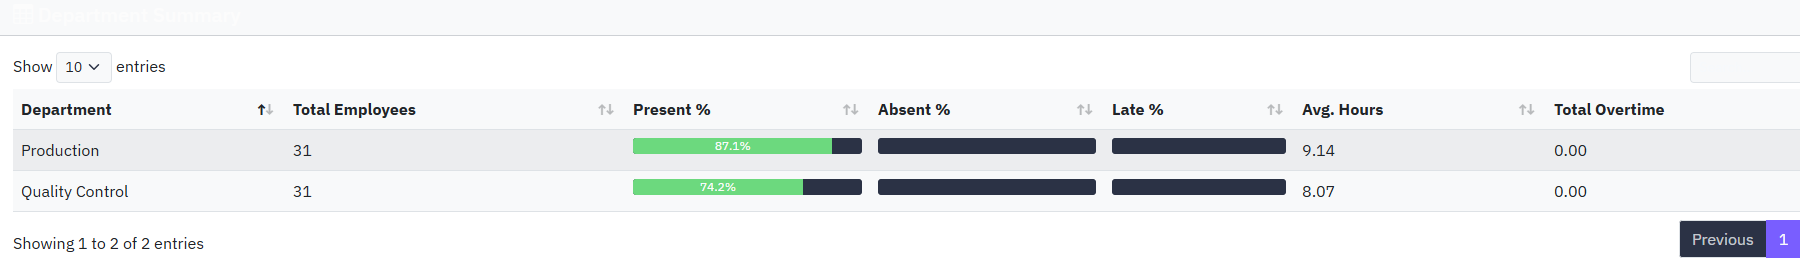 Department Summary
Show 10 entries
Department Total Employees Present % Absent % Late % Avg. Hours Total Overtime
Production 31 87.1% 9.14 0.00
Quality Control 31 74.2% 8.07 0.00
Showing 1 to 2 of 2 entries
Previous 1